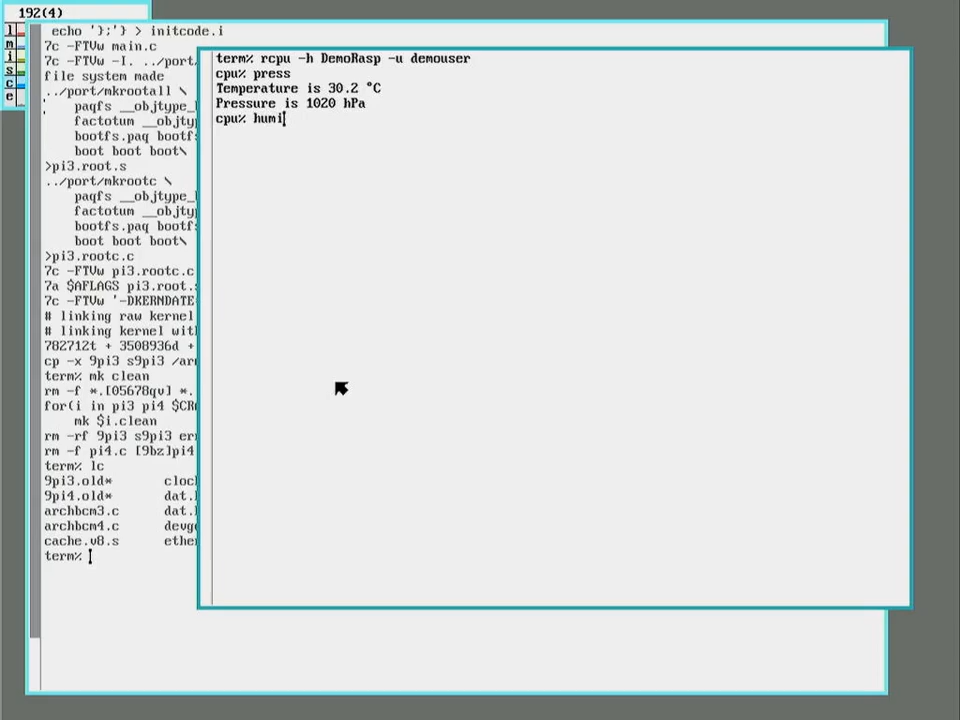 192(4)
l
m
i
s
c
e
echo '};'} > initcode.i
7c -FTVw main.c
7c -FTVw -I. ../port/
file system made
../port/mkrootall \
paqfs __objtype_
factotum __objty
bootfs.paq bootf
boot boot boot\
>pi3.root.s
../port/mkrootc \
paqfs __objtype_
factotum __objty
bootfs.paq bootf
boot boot boot\
>pi3.rootc.c
7c -FTVw pi3.rootc.c
7a $AFLAGS pi3.root.
7c -FTVw '-DKERNDATE
# linking raw kernel
# linking kernel wit
782712t + 3508936d +
cp -x 9pi3 s9pi3 /ar
term% mk clean
rm -f *.[05678qv] *.
for(i in pi3 pi4 $CR
mk $i.clean
rm -rf 9pi3 s9pi3 er
rm -f pi4.c [9bz]pi4
term% lc
9pi3.old* cloc
9pi4.old* dat.
archbcm3.c dat.
archbcm4.c devg
cache.v8.s ethe
term%
term% rcpu -h DemoRasp -u demouser
cpu% press
Temperature is 30.2 °C
Pressure is 1020 hPa
cpu% humi